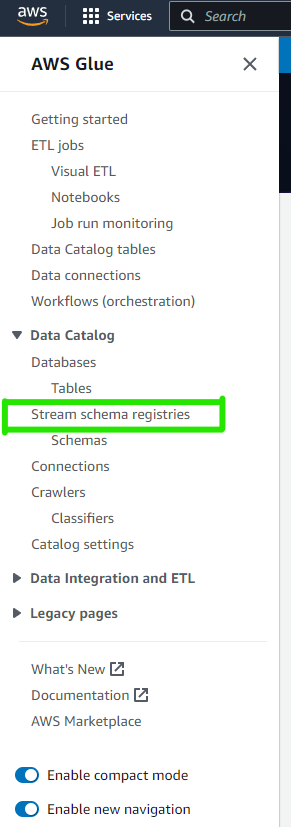 aws Services Search
AWS Glue
Getting started
ETL jobs
Visual ETL
Notebooks
Job run monitoring
Data Catalog tables
Data connections
Workflows (orchestration)
Data Catalog
Databases
Tables
Stream schema registries
Schemas
Connections
Crawlers
Classifiers
Catalog settings
Data Integration and ETL
Legacy pages
What's New
Documentation
AWS Marketplace
Enable compact mode
Enable new navigation